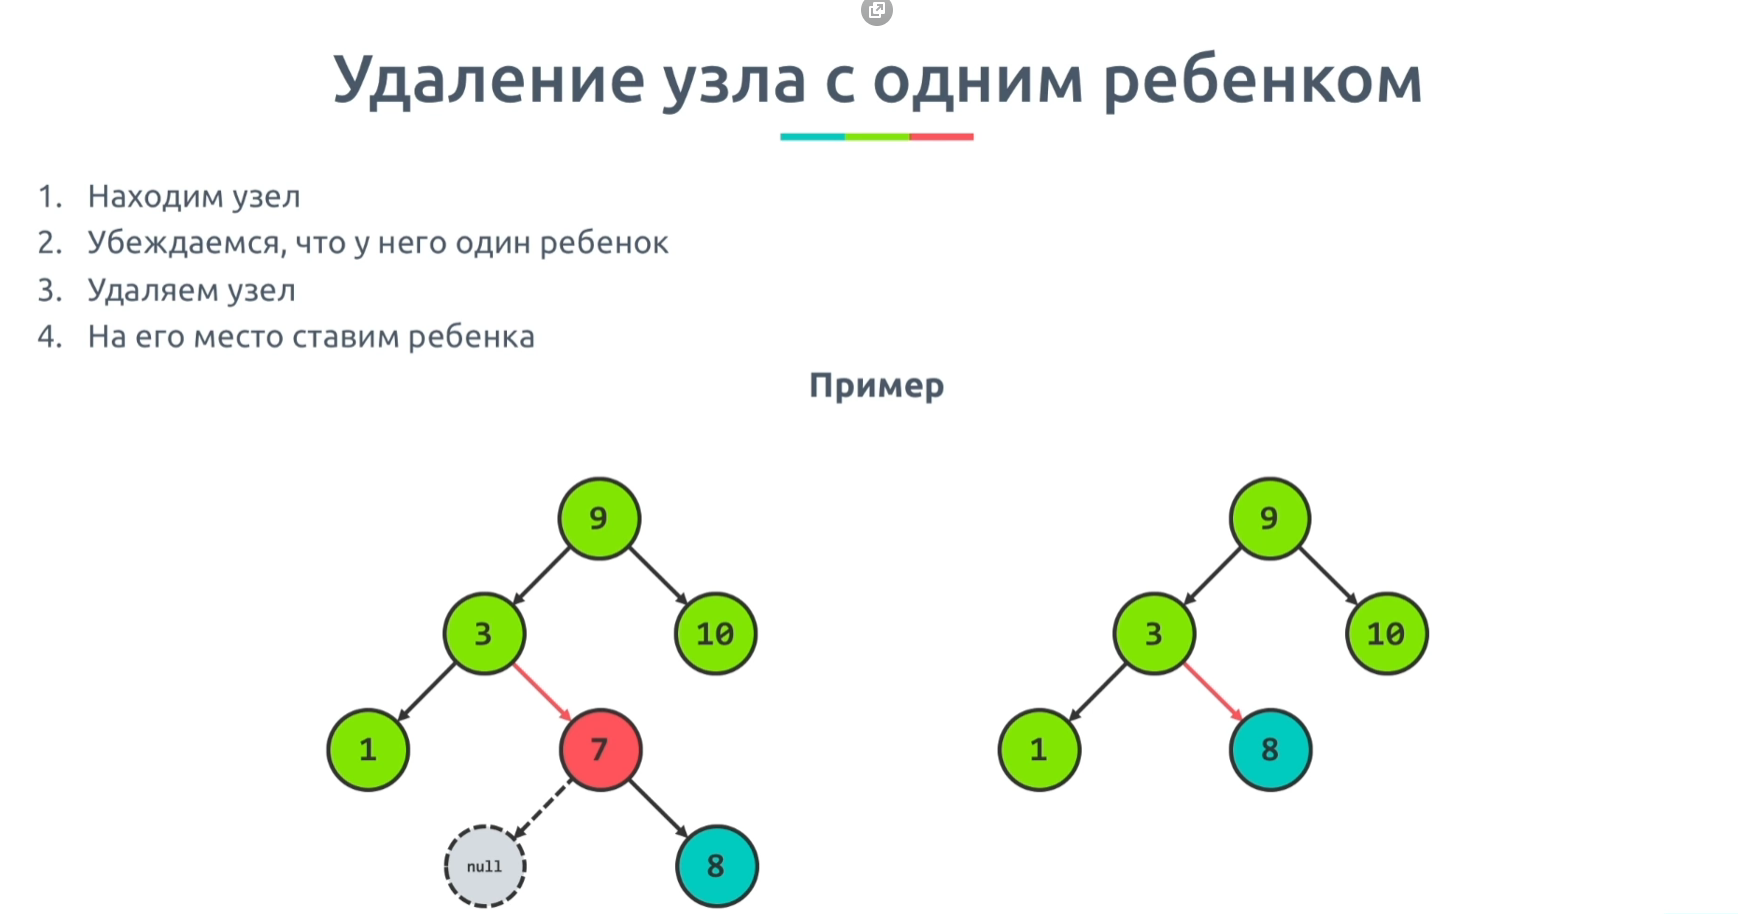 Удаление узла с одним ребенком
1. Находим узел
2. Убеждаемся, что у него один ребенок
3. Удаляем узел
4. На его место ставим ребенка
Пример
9
9
3
10
3
10
1
7
1
8
null
8